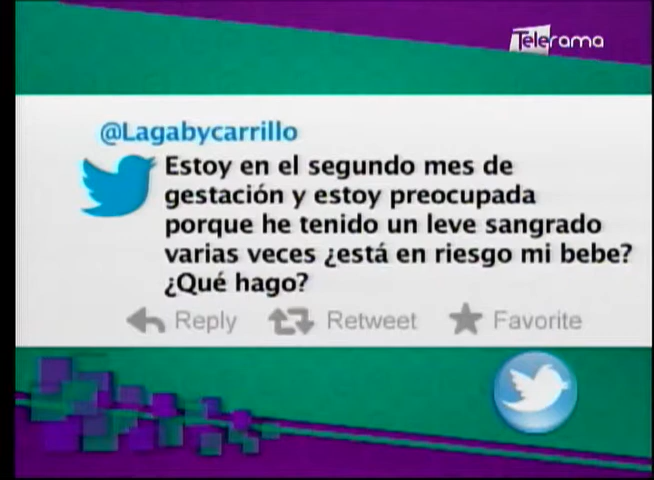 Telerama
@Lagabycarrillo
Estoy en el segundo mes de
gestación y estoy preocupada
porque he tenido un leve sangrado
varias veces ¿está en riesgo mi bebe?
¿Qué hago?
Reply Retweet Favorite